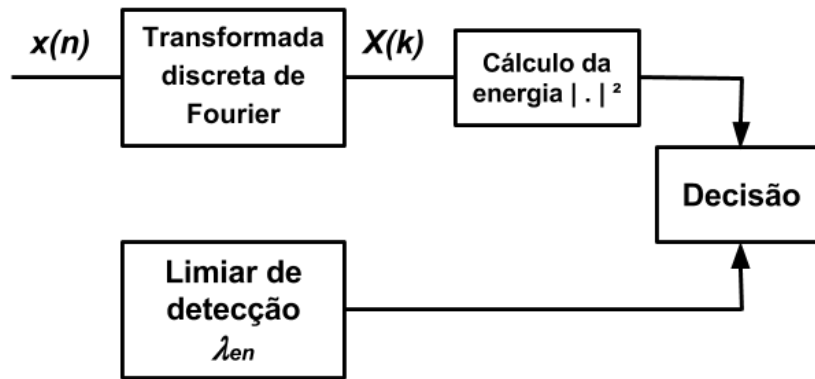 x(n)
Transformada
discreta de
Fourier
X(k)
Cálculo da
energia | . | ²
Decisão
Limiar de
detecção
λen